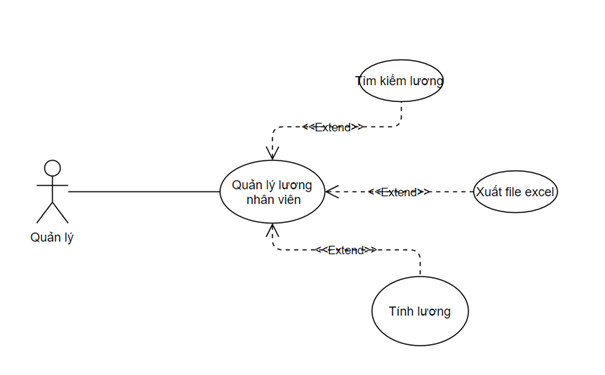 Tìm kiếm lương
<<Extend>>
Quản lý lương
nhân viên
<<Extend>>
Xuất file excel
Quản lý
<<Extend>>
Tính lương